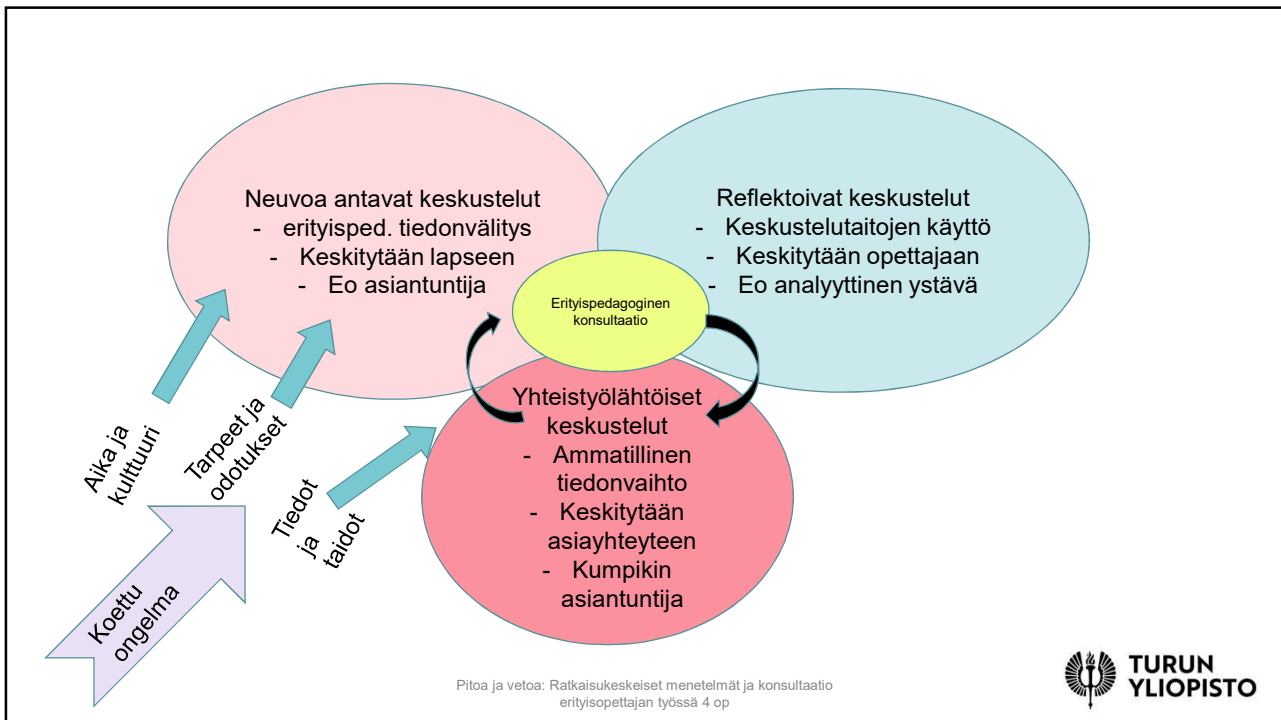 Neuvoa antavat keskustelut
- erityisped. tiedonvälitys
- Keskitytään lapseen
- Eo asiantuntija
Reflektoivat keskustelut
- Keskustelutaitojen käyttö
- Keskitytään opettajaan
- Eo analyyttinen ystävä
Erityispedagoginen
konsultaatio
Yhteistyölähtöiset
keskustelut
- Ammatillinen
tiedonvaihto
- Keskitytään
asiayhteyteen
- Kumpikin
asiantuntija
Aika ja
kulttuuri
Tarpeet ja
odotukset
Tiedot
ja
taidot
Koettu
ongelma
Pitoa ja vetoa: Ratkaisukeskeiset menetelmät ja konsultaatio
erityisopettajan työssä 4 op
TURUN
YLIOPISTO